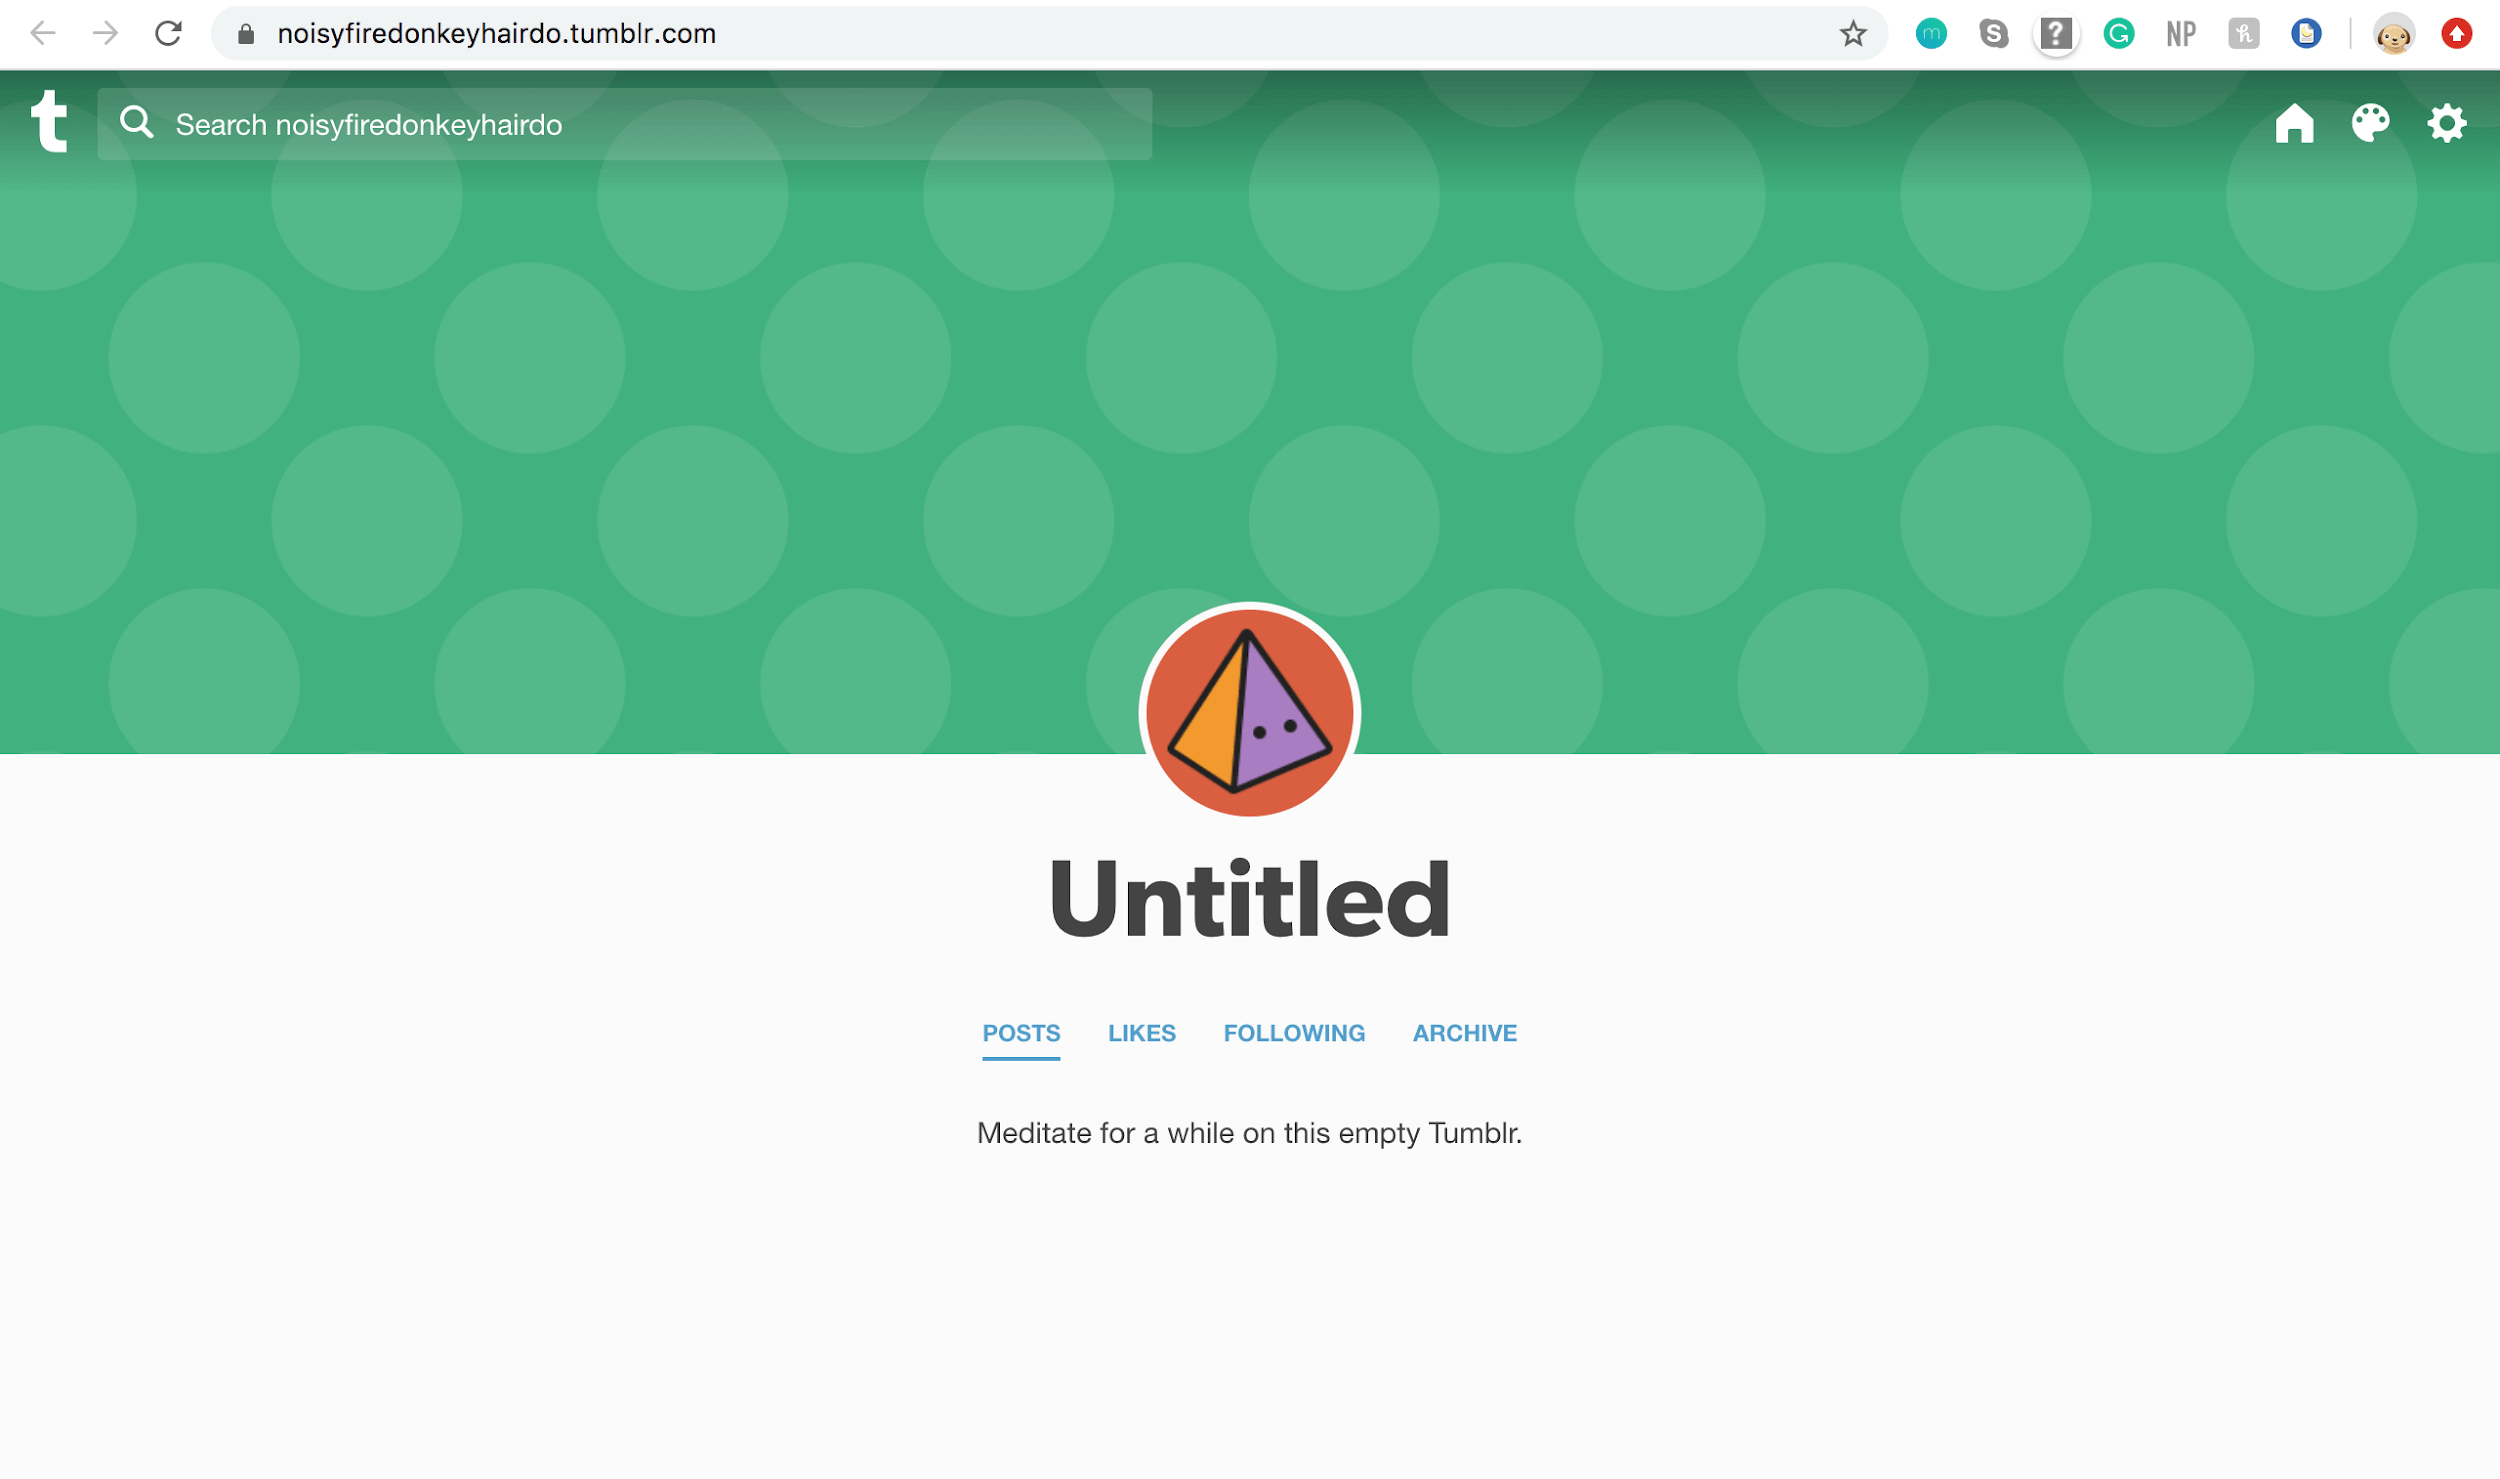 noisyfiredonkeyhairdo.tumblr.com
m S ? G NP h
t Search noisyfiredonkeyhairdo
Untitled
POSTS LIKES FOLLOWING ARCHIVE
Meditate for a while on this empty Tumblr.